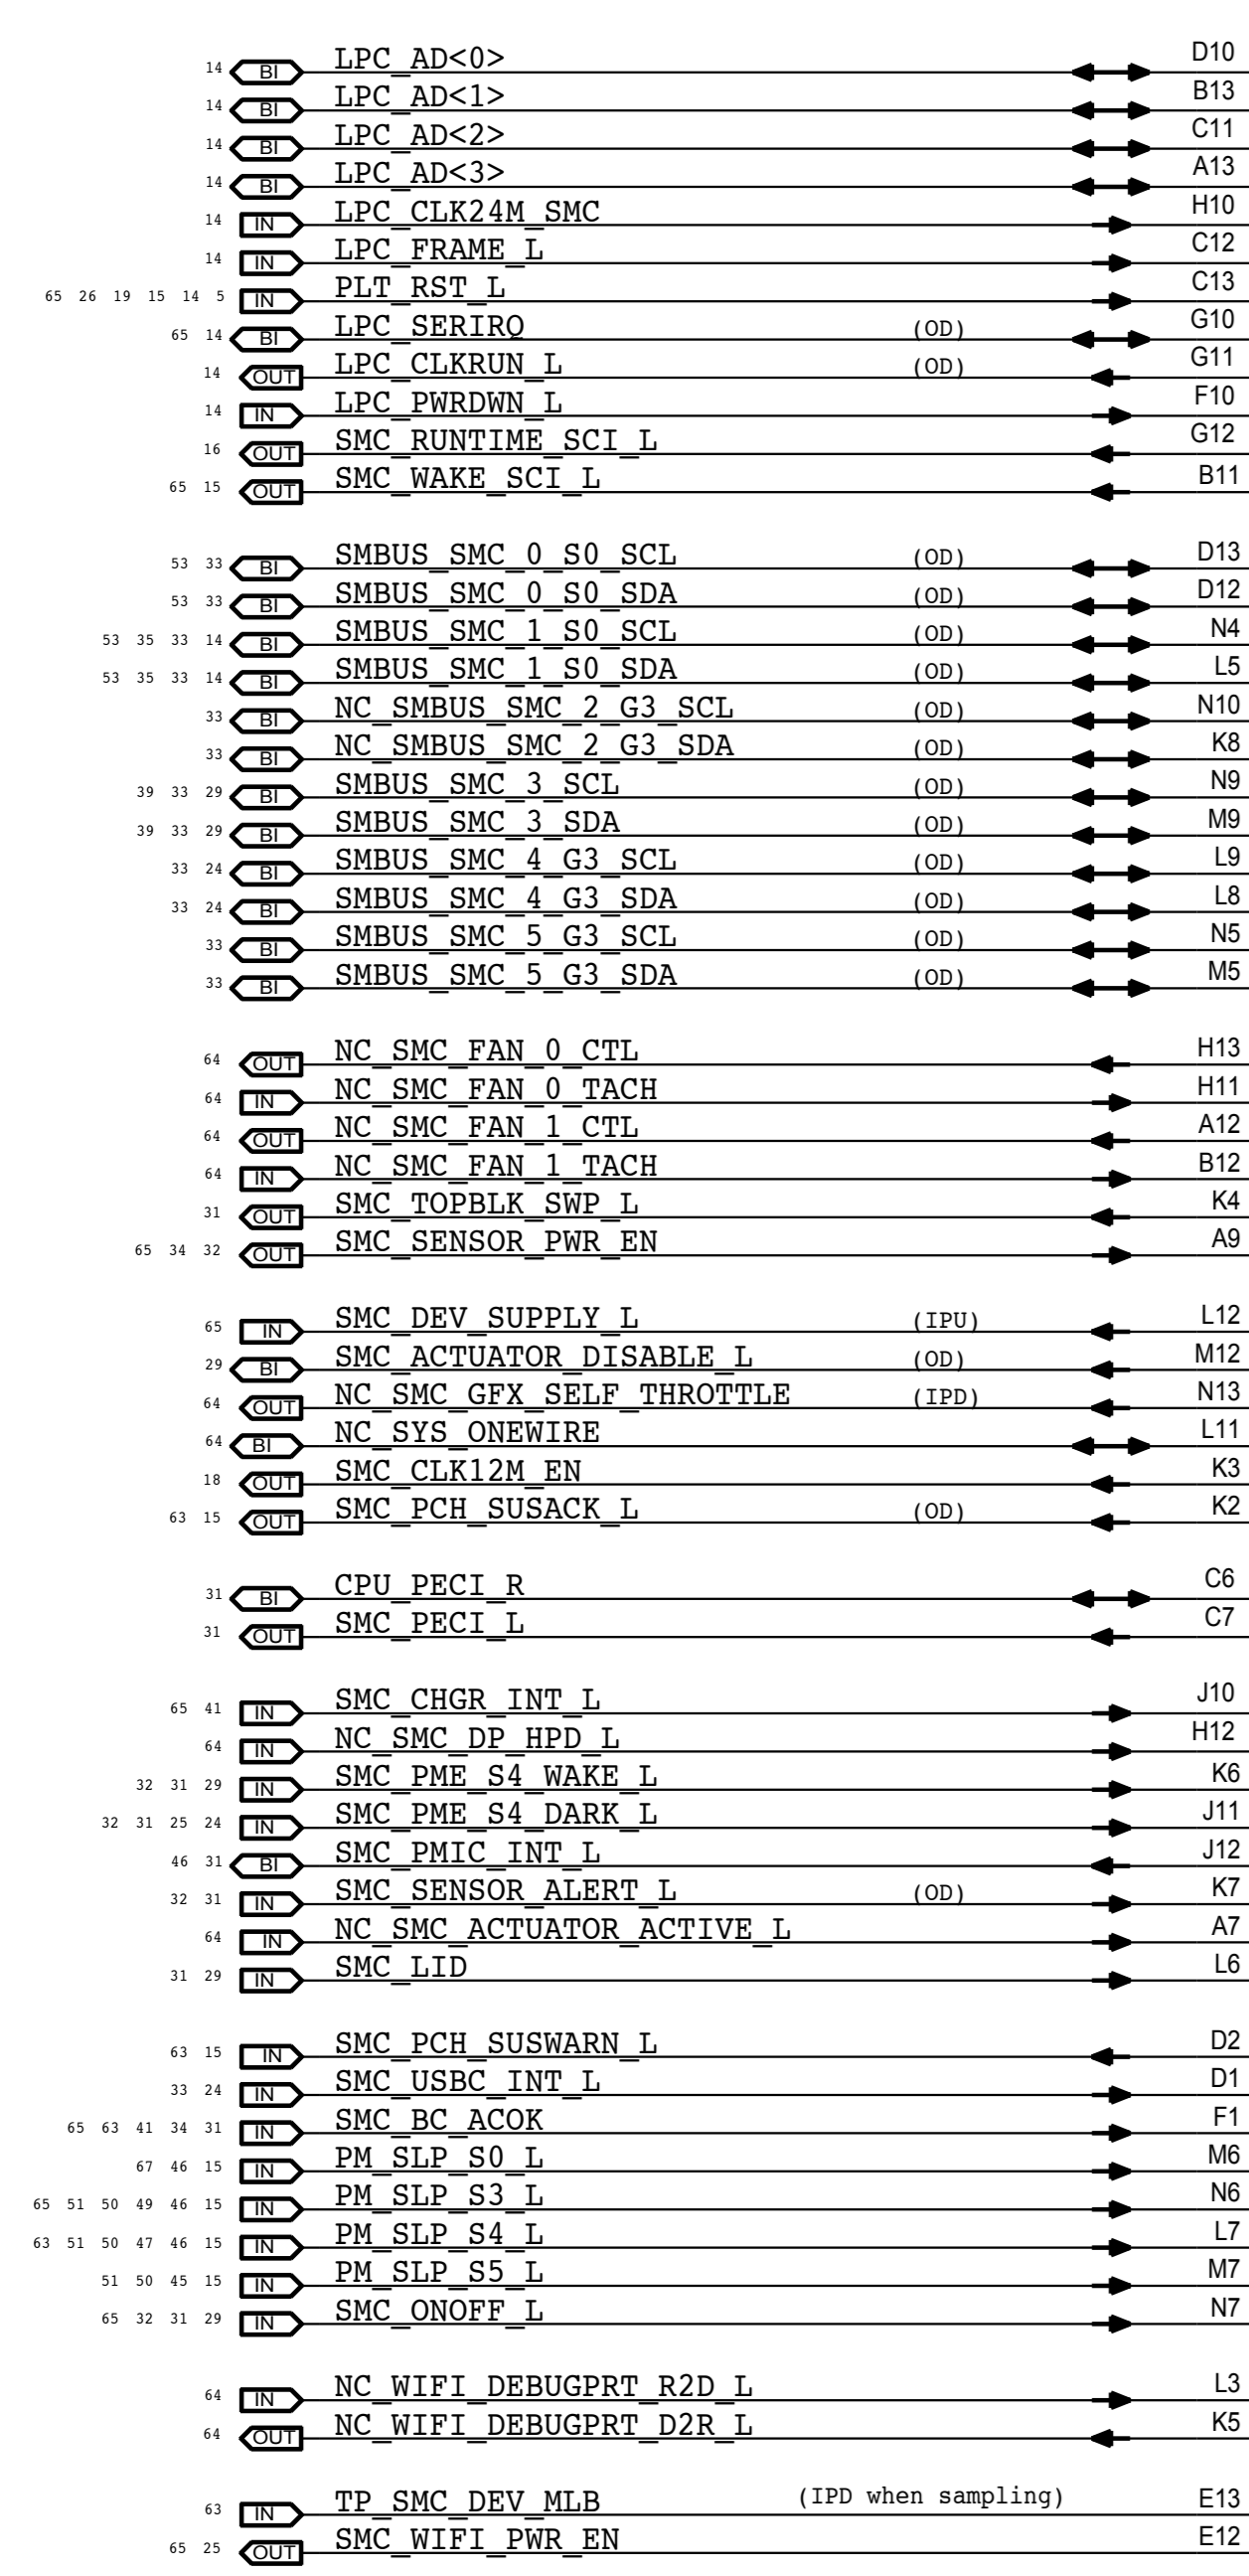 14 BI LPC_AD<0> D10
14 BI LPC_AD<1> B13
14 BI LPC_AD<2> C11
14 BI LPC_AD<3> A13
14 IN LPC_CLK24M_SMC H10
14 IN LPC_FRAME_L C12
65 26 19 15 14 5 IN PLT_RST_L C13
65 14 BI LPC_SERIRQ (OD) G10
14 OUT LPC_CLKRUN_L (OD) G11
14 IN LPC_PWRDWN_L F10
16 OUT SMC_RUNTIME_SCI_L G12
65 15 OUT SMC_WAKE_SCI_L B11
53 33 BI SMBUS_SMC_0_S0_SCL (OD) D13
53 33 BI SMBUS_SMC_0_S0_SDA (OD) D12
53 35 33 14 BI SMBUS_SMC_1_S0_SCL (OD) N4
53 35 33 14 BI SMBUS_SMC_1_S0_SDA (OD) L5
33 BI NC_SMBUS_SMC_2_G3_SCL (OD) N10
33 BI NC_SMBUS_SMC_2_G3_SDA (OD) K8
39 33 29 BI SMBUS_SMC_3_SCL (OD) N9
39 33 29 BI SMBUS_SMC_3_SDA (OD) M9
33 24 BI SMBUS_SMC_4_G3_SCL (OD) L9
33 24 BI SMBUS_SMC_4_G3_SDA (OD) L8
33 BI SMBUS_SMC_5_G3_SCL (OD) N5
33 BI SMBUS_SMC_5_G3_SDA (OD) M5
64 OUT NC_SMC_FAN_0_CTL H13
64 IN NC_SMC_FAN_0_TACH H11
64 OUT NC_SMC_FAN_1_CTL A12
64 IN NC_SMC_FAN_1_TACH B12
31 OUT SMC_TOPBLK_SWP_L K4
65 34 32 OUT SMC_SENSOR_PWR_EN A9
65 IN SMC_DEV_SUPPLY_L (IPU) L12
29 BI SMC_ACTUATOR_DISABLE_L (OD) M12
64 OUT NC_SMC_GFX_SELF_THROTTLE (IPD) N13
64 BI NC_SYS_ONEWIRE L11
18 OUT SMC_CLK12M_EN K3
63 15 OUT SMC_PCH_SUSACK_L (OD) K2
31 BI CPU_PECI_R C6
31 OUT SMC_PECI_L C7
65 41 IN SMC_CHGR_INT_L J10
64 IN NC_SMC_DP_HPD_L H12
32 31 29 IN SMC_PME_S4_WAKE_L K6
32 31 25 24 IN SMC_PME_S4_DARK_L J11
46 31 BI SMC_PMIC_INT_L J12
32 31 IN SMC_SENSOR_ALERT_L (OD) K7
64 IN NC_SMC_ACTUATOR_ACTIVE_L A7
31 29 IN SMC_LID L6
63 15 IN SMC_PCH_SUSWARN_L D2
33 24 IN SMC_USBC_INT_L D1
65 63 41 34 31 IN SMC_BC_ACOK F1
67 46 15 IN PM_SLP_S0_L M6
65 51 50 49 46 15 IN PM_SLP_S3_L N6
63 51 50 47 46 15 IN PM_SLP_S4_L L7
51 50 45 15 IN PM_SLP_S5_L M7
65 32 31 29 IN SMC_ONOFF_L N7
64 IN NC_WIFI_DEBUGPRT_R2D_L L3
64 OUT NC_WIFI_DEBUGPRT_D2R_L K5
63 IN TP_SMC_DEV_MLB (IPD when sampling) E13
65 25 OUT SMC_WIFI_PWR_EN E12